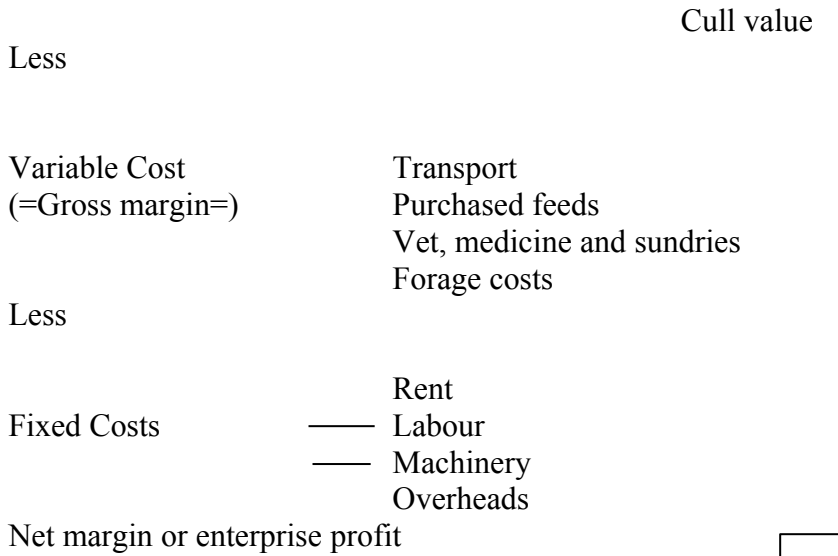 Cull value
Less
Variable Cost Transport
(=Gross margin=) Purchased feeds
Vet, medicine and sundries
Forage costs
Less
Rent
Fixed Costs Labour
Machinery
Overheads
Net margin or enterprise profit